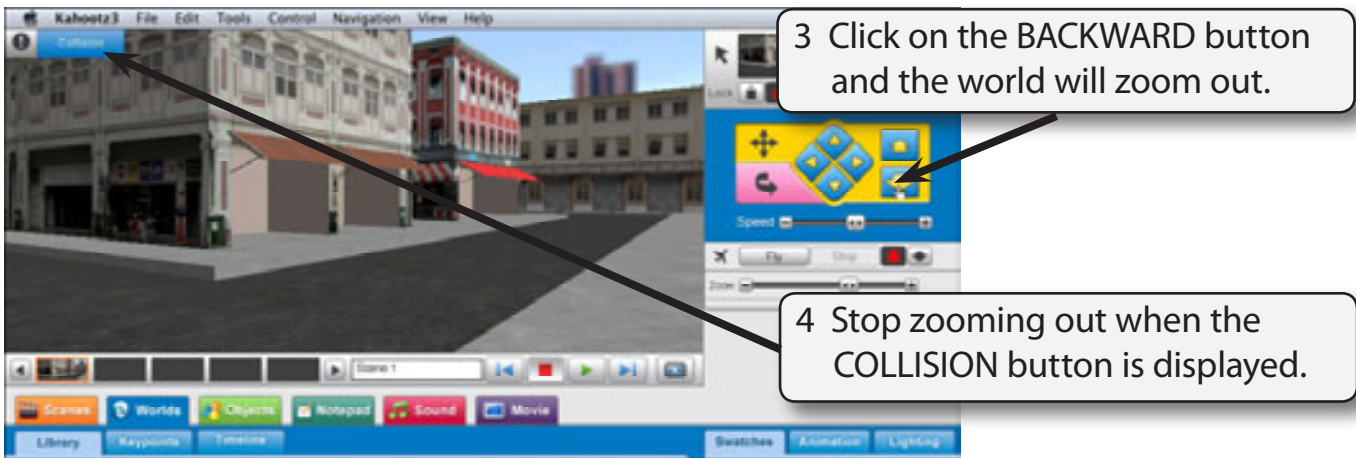 Kahootz3 File Edit Tools Control Navigation View Help
Collision
3 Click on the BACKWARD button
and the world will zoom out.
Lock
Speed
Fly Stop
Zoom
4 Stop zooming out when the
COLLISION button is displayed.
Scene 1
Scenes Worlds Objects Notepad Sound Movie
Library Keypoints Timeline Swatches Animation Lighting